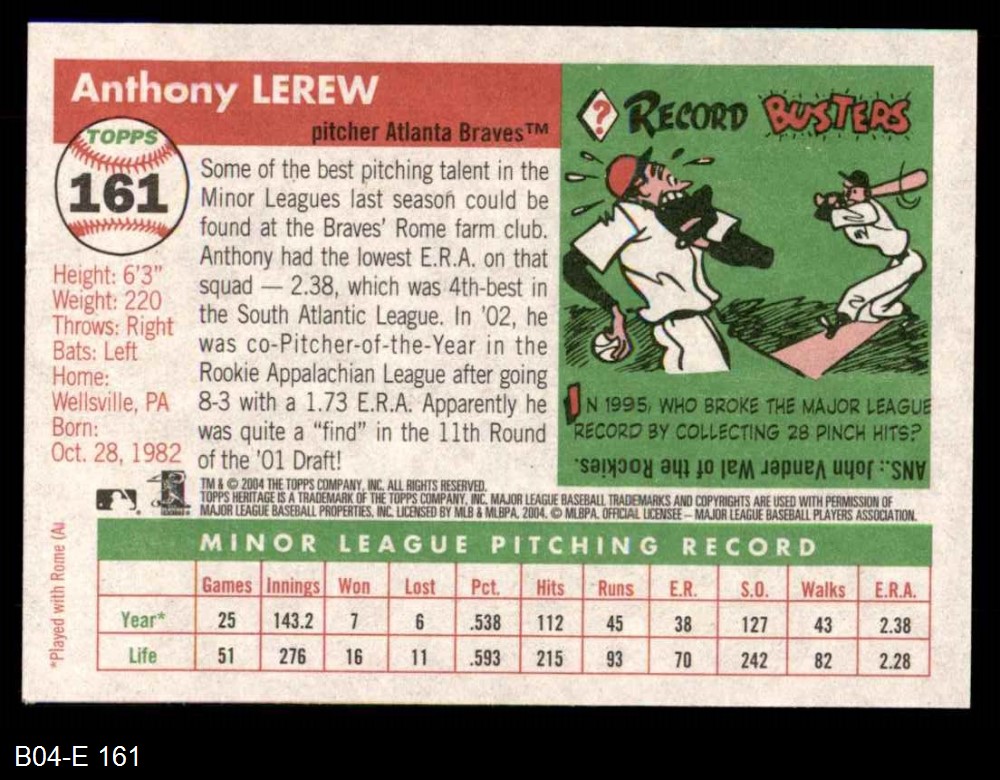 Anthony LEREW
pitcher Atlanta Braves™
TOPPS
161
Height: 6'3"
Weight: 220
Throws: Right
Bats: Left
Home:
Wellsville, PA
Born:
Oct. 28, 1982
Some of the best pitching talent in the
Minor Leagues last season could be
found at the Braves' Rome farm club.
Anthony had the lowest E.R.A. on that
squad — 2.38, which was 4th-best in
the South Atlantic League. In '02, he
was co-Pitcher-of-the-Year in the
Rookie Appalachian League after going
8-3 with a 1.73 E.R.A. Apparently he
was quite a "find" in the 11th Round
of the '01 Draft!
? RECORD BUSTERS
IN 1995, WHO BROKE THE MAJOR LEAGUE
RECORD BY COLLECTING 28 PINCH HITS?
ANS.: John Vander Wal of the Rockies.
TM & © 2004 THE TOPPS COMPANY, INC. ALL RIGHTS RESERVED.
TOPPS HERITAGE IS A TRADEMARK OF THE TOPPS COMPANY, INC. MAJOR LEAGUE BASEBALL TRADEMARKS AND COPYRIGHTS ARE USED WITH PERMISSION OF
MAJOR LEAGUE BASEBALL PROPERTIES, INC. LICENSED BY MLB & MLBPA, 2004. © MLBPA. OFFICIAL LICENSEE – MAJOR LEAGUE BASEBALL PLAYERS ASSOCIATION.
MINOR LEAGUE PITCHING RECORD
Games Innings Won Lost Pct. Hits Runs E.R. S.O. Walks E.R.A.
Year* 25 143.2 7 6 .538 112 45 38 127 43 2.38
Life 51 276 16 11 .593 215 93 70 242 82 2.28
*Played with Rome (A)
B04-E 161